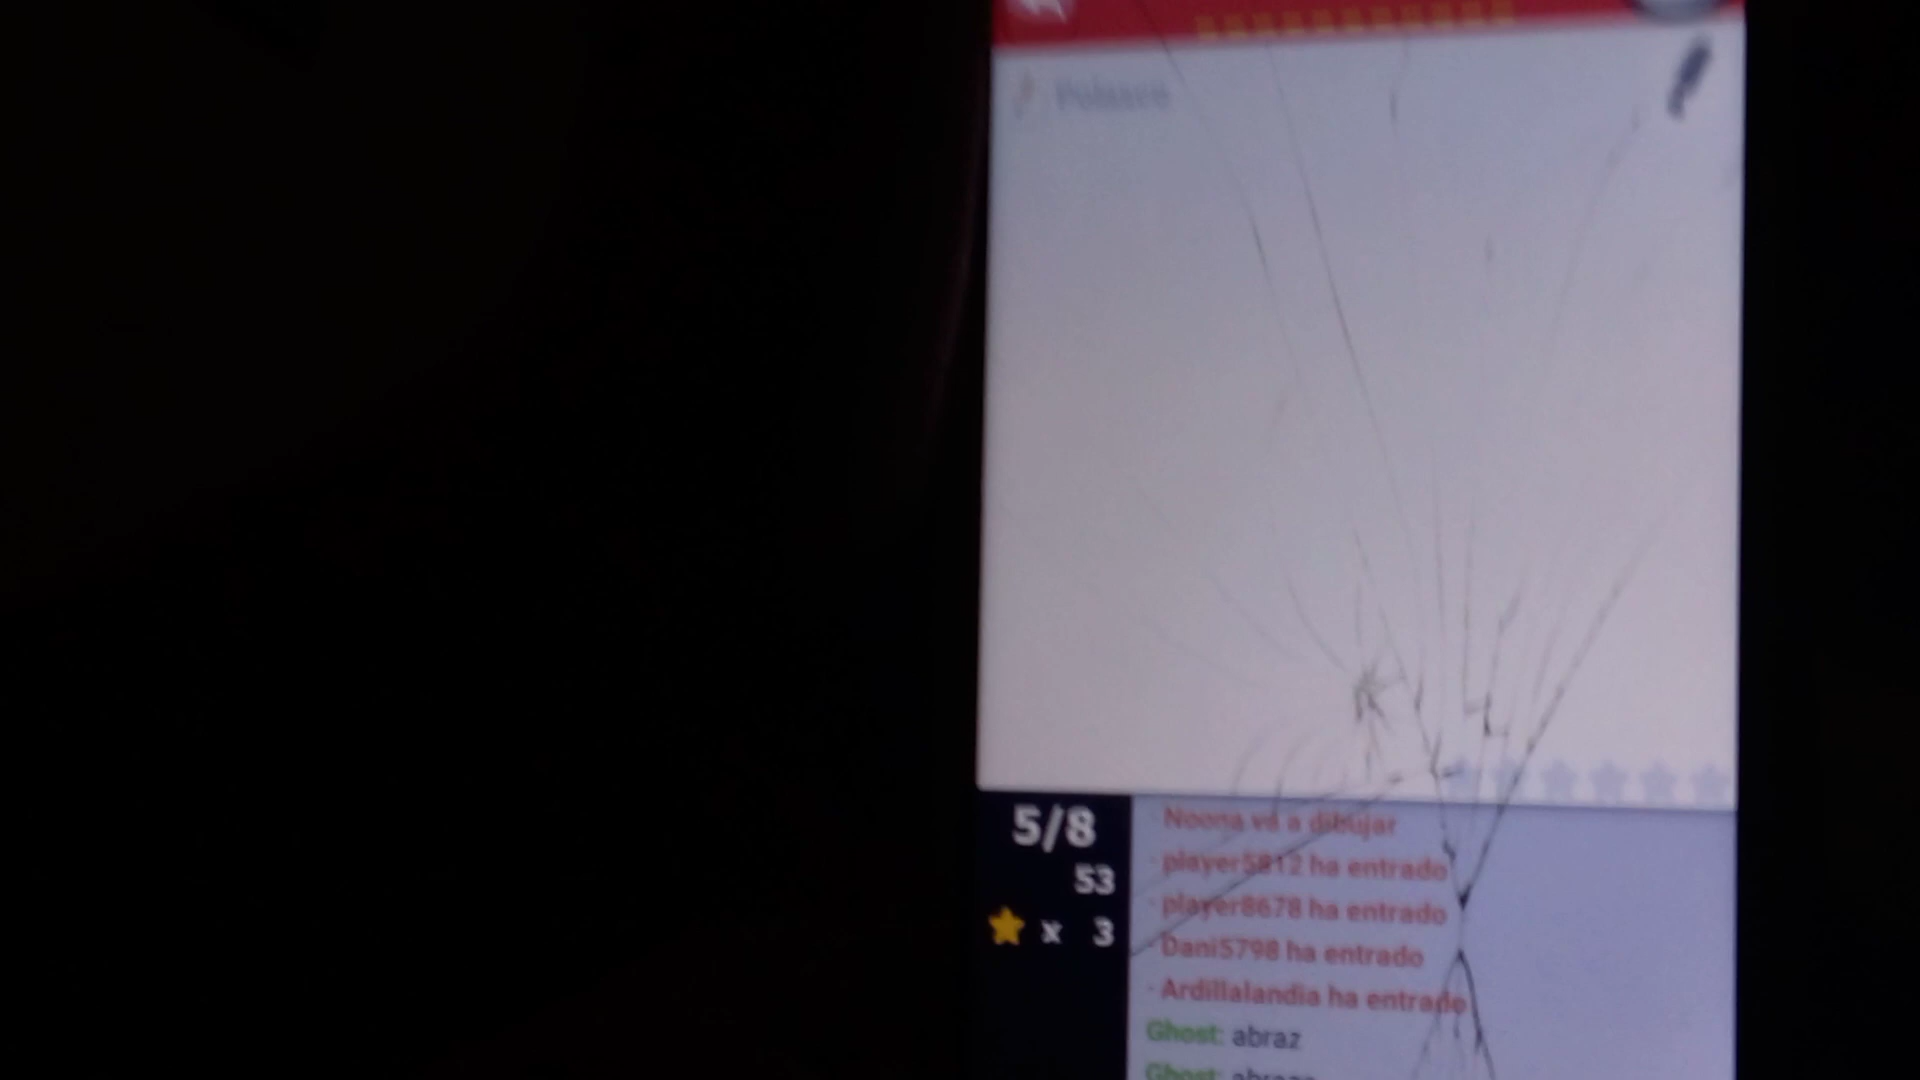 5/8
53
x 3
Noona va a dibujar
· player5812 ha entrado
· player8678 ha entrado
· Dani5798 ha entrado
· Ardillalandia ha entrado
Ghost: abraz
Ghost: